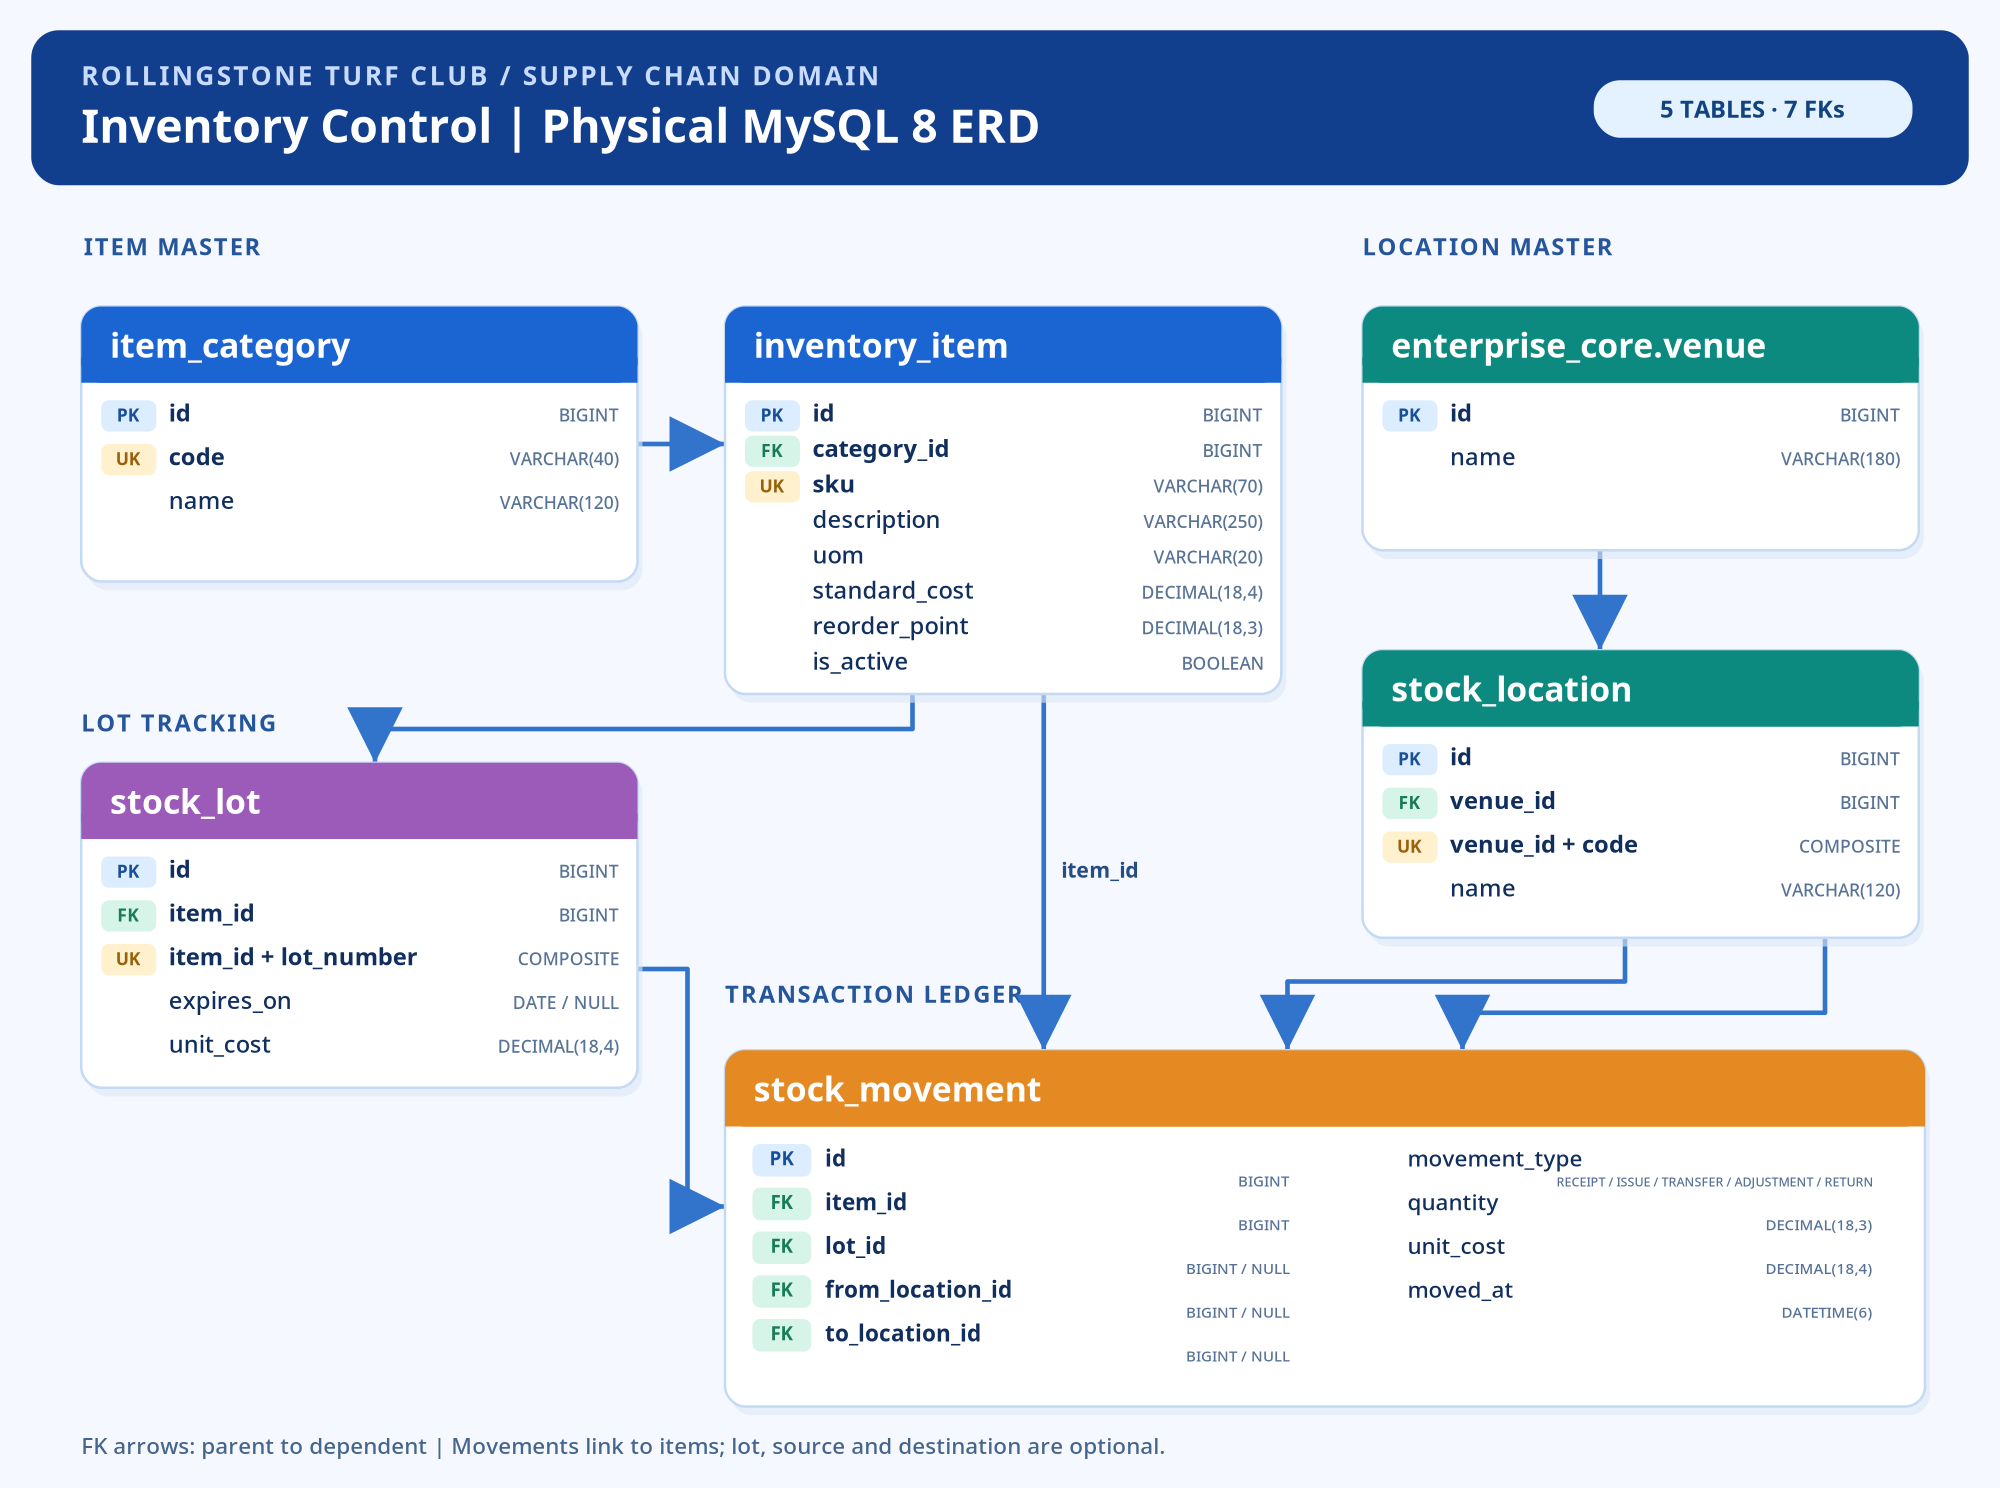 ROLLINGSTONE TURF CLUB / SUPPLY CHAIN DOMAIN
Inventory Control | Physical MySQL 8 ERD
5 TABLES · 7 FKs
ITEM MASTER
LOCATION MASTER
item_category
PK id BIGINT
UK code VARCHAR(40)
name VARCHAR(120)
inventory_item
PK id BIGINT
FK category_id BIGINT
UK sku VARCHAR(70)
description VARCHAR(250)
uom VARCHAR(20)
standard_cost DECIMAL(18,4)
reorder_point DECIMAL(18,3)
is_active BOOLEAN
enterprise_core.venue
PK id BIGINT
name VARCHAR(180)
stock_location
PK id BIGINT
FK venue_id BIGINT
UK venue_id + code COMPOSITE
name VARCHAR(120)
LOT TRACKING
stock_lot
PK id BIGINT
FK item_id BIGINT
UK item_id + lot_number COMPOSITE
expires_on DATE / NULL
unit_cost DECIMAL(18,4)
item_id
TRANSACTION LEDGER
stock_movement
PK id BIGINT
FK item_id BIGINT
FK lot_id BIGINT / NULL
FK from_location_id BIGINT / NULL
FK to_location_id BIGINT / NULL
movement_type RECEIPT / ISSUE / TRANSFER / ADJUSTMENT / RETURN
quantity DECIMAL(18,3)
unit_cost DECIMAL(18,4)
moved_at DATETIME(6)
FK arrows: parent to dependent | Movements link to items; lot, source and destination are optional.